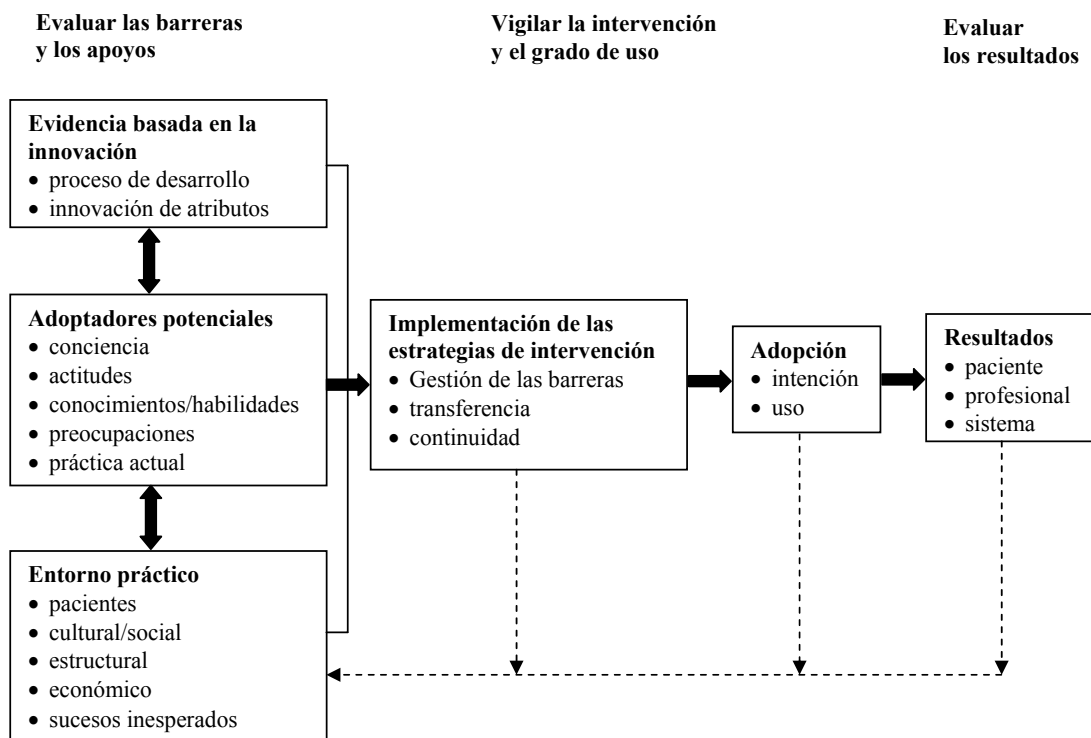 Evaluar las barreras
y los apoyos
Vigilar la intervención
y el grado de uso
Evaluar
los resultados
Evidencia basada en la
innovación
• proceso de desarrollo
• innovación de atributos
Adoptadores potenciales
• conciencia
• actitudes
• conocimientos/habilidades
• preocupaciones
• práctica actual
Entorno práctico
• pacientes
• cultural/social
• estructural
• económico
• sucesos inesperados
Implementación de las
estrategias de intervención
• Gestión de las barreras
• transferencia
• continuidad
Adopción
• intención
• uso
Resultados
• paciente
• profesional
• sistema